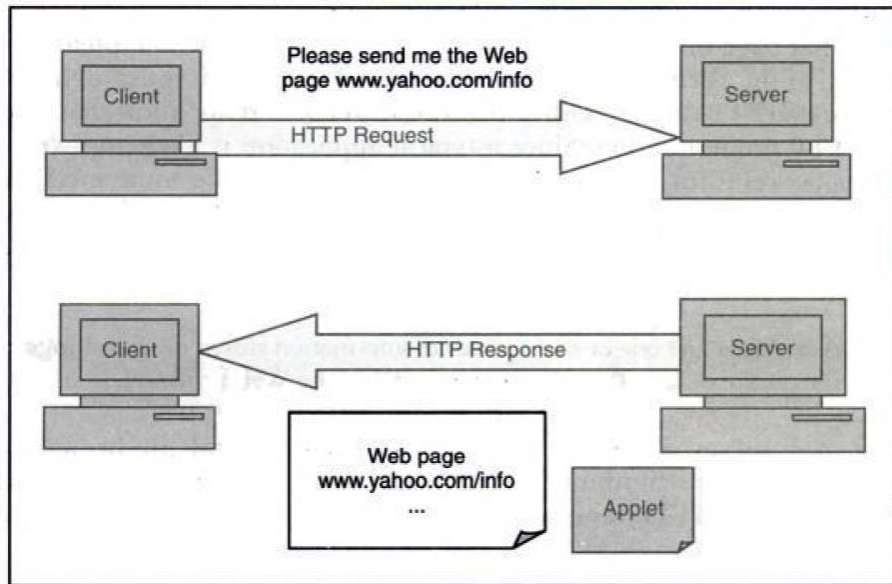 Please send me the Web
page www.yahoo.com/info
Client
Server
HTTP Request
Client
HTTP Response
Server
Web page
www.yahoo.com/info
...
Applet